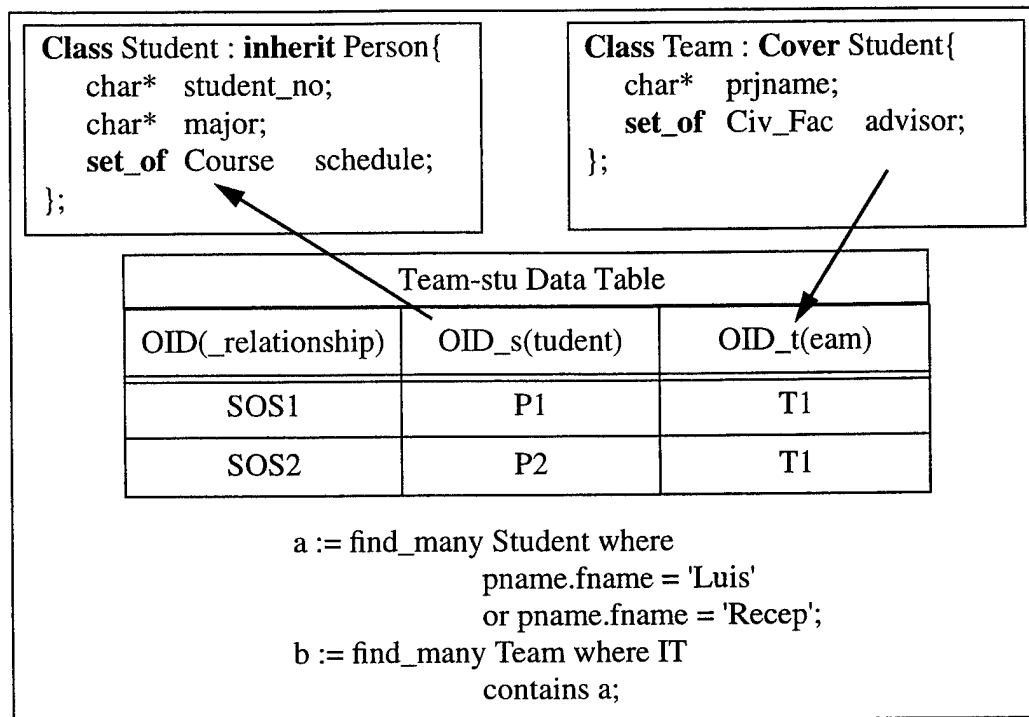 Class Student : inherit Person{
char* student_no;
char* major;
set_of Course schedule;
};
Class Team : Cover Student{
char* prjname;
set_of Civ_Fac advisor;
};
Team-stu Data Table
OID(_relationship) OID_s(tudent) OID_t(eam)
SOS1 P1 T1
SOS2 P2 T1
a := find_many Student where
pname.fname = 'Luis'
or pname.fname = 'Recep';
b := find_many Team where IT
contains a;